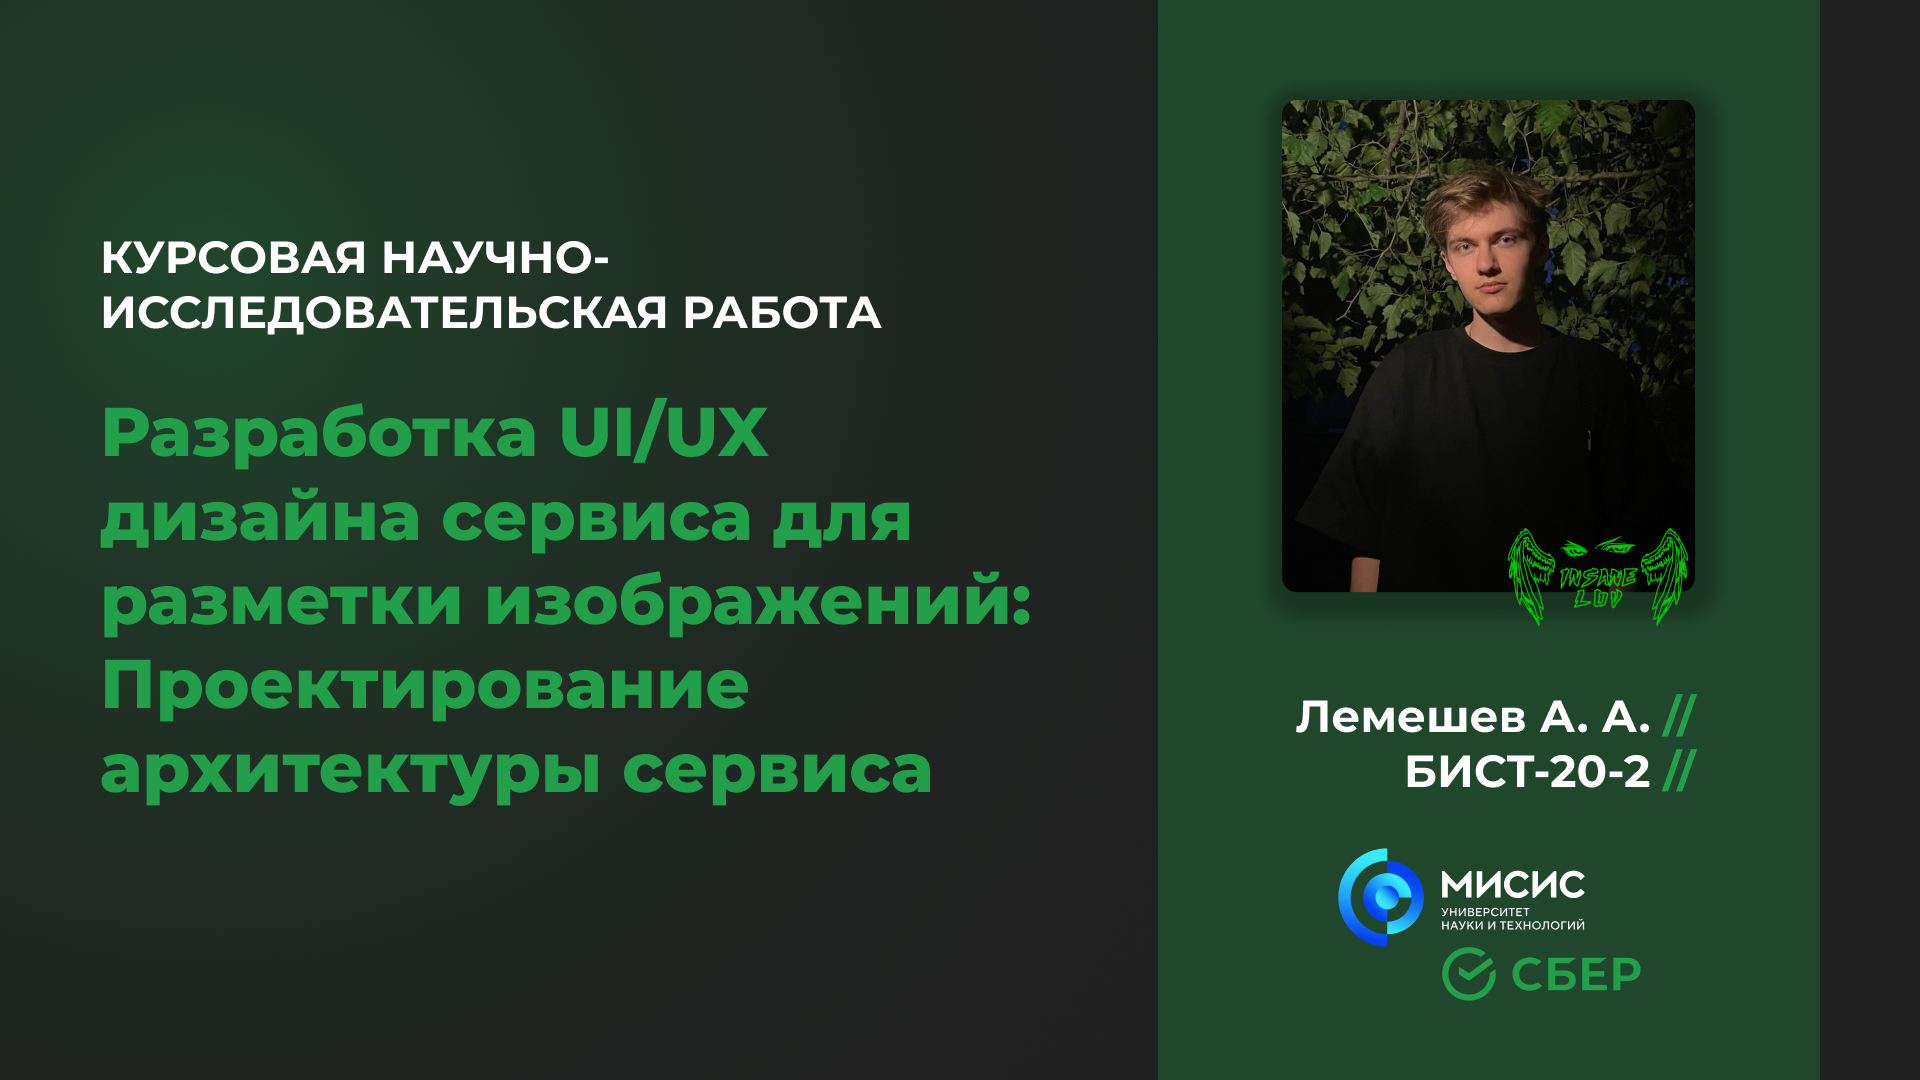 КУРСОВАЯ НАУЧНО-
ИССЛЕДОВАТЕЛЬСКАЯ РАБОТА
Разработка UI/UX
дизайна сервиса для
разметки изображений:
Проектирование
архитектуры сервиса
INSANE
LUV
Лемешев А. А. //
БИСТ-20-2 //
МИСИС
УНИВЕРСИТЕТ
НАУКИ И ТЕХНОЛОГИЙ
СБЕР